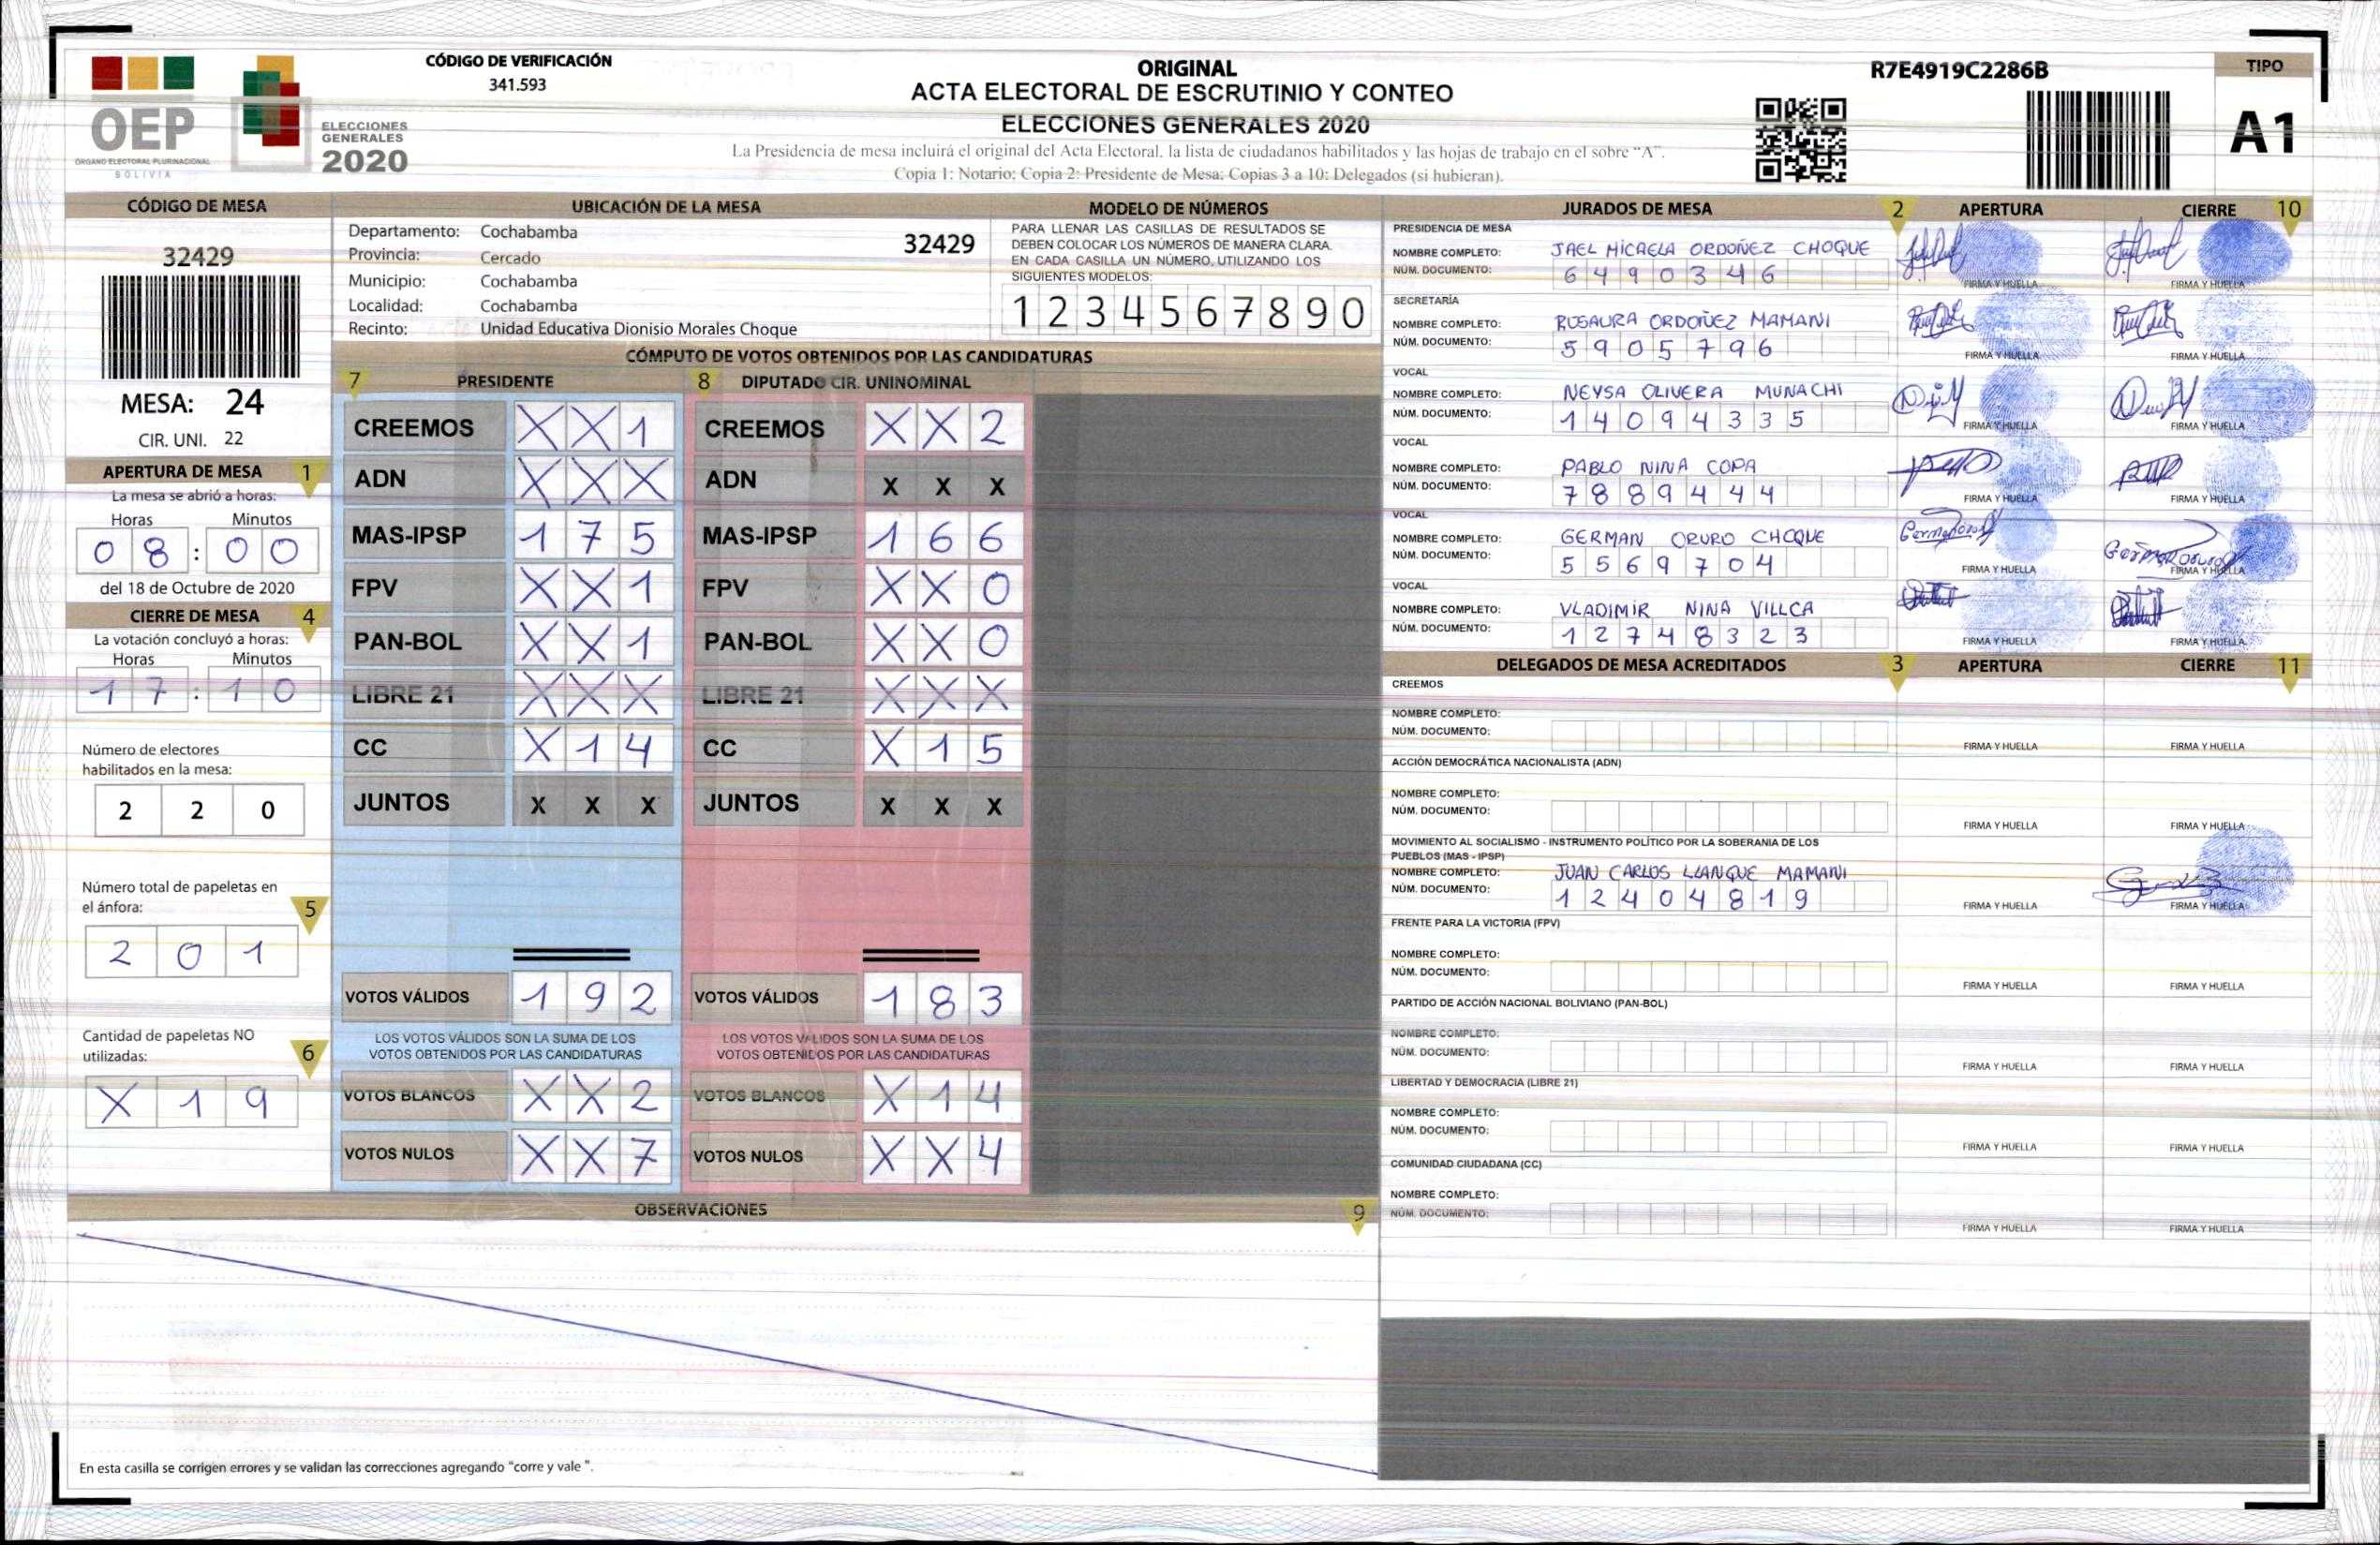 OEP
ÓRGANO ELECTORAL PLURINACIONAL
BOLIVIA
ELECCIONES
GENERALES
2020
CÓDIGO DE VERIFICACIÓN
341.593
ORIGINAL
ACTA ELECTORAL DE ESCRUTINIO Y CONTEO
ELECCIONES GENERALES 2020
La Presidencia de mesa incluirá el original del Acta Electoral, la lista de ciudadanos habilitados y las hojas de trabajo en el sobre “A”.
Copia 1: Notario; Copia 2: Presidente de Mesa; Copias 3 a 10: Delegados (si hubieran).
R7E4919C2286B
TIPO
A1
CÓDIGO DE MESA
32429
MESA: 24
CIR. UNI. 22
APERTURA DE MESA 1
La mesa se abrió a horas:
Horas Minutos
0 8 : 0 0
del 18 de Octubre de 2020
CIERRE DE MESA 4
La votación concluyó a horas:
Horas Minutos
1 7 : 1 0
Número de electores
habilitados en la mesa:
2 2 0
Número total de papeletas en
el ánfora: 5
2 0 1
Cantidad de papeletas NO
utilizadas: 6
X 1 9
UBICACIÓN DE LA MESA
Departamento: Cochabamba
32429
Provincia: Cercado
Municipio: Cochabamba
Localidad: Cochabamba
Recinto: Unidad Educativa Dionisio Morales Choque
MODELO DE NÚMEROS
PARA LLENAR LAS CASILLAS DE RESULTADOS SE
DEBEN COLOCAR LOS NÚMEROS DE MANERA CLARA.
EN CADA CASILLA UN NÚMERO, UTILIZANDO LOS
SIGUIENTES MODELOS:
1 2 3 4 5 6 7 8 9 0
CÓMPUTO DE VOTOS OBTENIDOS POR LAS CANDIDATURAS
7 PRESIDENTE 8 DIPUTADO CIR. UNINOMINAL
CREEMOS X X 1 CREEMOS X X 2
ADN X X X ADN X X X
MAS-IPSP 1 7 5 MAS-IPSP 1 6 6
FPV X X 1 FPV X X 0
PAN-BOL X X 1 PAN-BOL X X 0
LIBRE 21 X X X LIBRE 21 X X X
CC X 1 4 CC X 1 5
JUNTOS X X X JUNTOS X X X
VOTOS VÁLIDOS 1 9 2 VOTOS VÁLIDOS 1 8 3
LOS VOTOS VÁLIDOS SON LA SUMA DE LOS LOS VOTOS VÁLIDOS SON LA SUMA DE LOS
VOTOS OBTENIDOS POR LAS CANDIDATURAS VOTOS OBTENIDOS POR LAS CANDIDATURAS
VOTOS BLANCOS X X 2 VOTOS BLANCOS X 1 4
VOTOS NULOS X X 7 VOTOS NULOS X X 4
OBSERVACIONES 9
En esta casilla se corrigen errores y se validan las correcciones agregando "corre y vale ".
JURADOS DE MESA 2 APERTURA CIERRE 10
PRESIDENCIA DE MESA
NOMBRE COMPLETO: JAEL MICAELA ORDOÑEZ CHOQUE
NÚM. DOCUMENTO: 6 4 9 0 3 4 6
FIRMA Y HUELLA FIRMA Y HUELLA
SECRETARÍA
NOMBRE COMPLETO: ROSAURA ORDOÑEZ MAMANI
NÚM. DOCUMENTO: 5 9 0 5 7 9 6
FIRMA Y HUELLA FIRMA Y HUELLA
VOCAL
NOMBRE COMPLETO: NEYSA OLIVERA MUNACHI
NÚM. DOCUMENTO: 1 4 0 9 4 3 3 5
FIRMA Y HUELLA FIRMA Y HUELLA
VOCAL
NOMBRE COMPLETO: PABLO NINA COPA
NÚM. DOCUMENTO: 7 8 8 9 4 4 4
FIRMA Y HUELLA FIRMA Y HUELLA
VOCAL
NOMBRE COMPLETO: GERMAN ORURO CHOQUE
NÚM. DOCUMENTO: 5 5 6 9 7 0 4
FIRMA Y HUELLA FIRMA Y HUELLA
VOCAL
NOMBRE COMPLETO: VLADIMIR NINA VILLCA
NÚM. DOCUMENTO: 1 2 7 4 8 3 2 3
FIRMA Y HUELLA FIRMA Y HUELLA
DELEGADOS DE MESA ACREDITADOS 3 APERTURA CIERRE 11
CREEMOS
NOMBRE COMPLETO:
NÚM. DOCUMENTO:
FIRMA Y HUELLA FIRMA Y HUELLA
ACCIÓN DEMOCRÁTICA NACIONALISTA (ADN)
NOMBRE COMPLETO:
NÚM. DOCUMENTO:
FIRMA Y HUELLA FIRMA Y HUELLA
MOVIMIENTO AL SOCIALISMO - INSTRUMENTO POLÍTICO POR LA SOBERANIA DE LOS
PUEBLOS (MAS - IPSP)
NOMBRE COMPLETO: JUAN CARLOS LLANQUE MAMANI
NÚM. DOCUMENTO: 1 2 4 0 4 8 1 9
FIRMA Y HUELLA FIRMA Y HUELLA
FRENTE PARA LA VICTORIA (FPV)
NOMBRE COMPLETO:
NÚM. DOCUMENTO:
FIRMA Y HUELLA FIRMA Y HUELLA
PARTIDO DE ACCIÓN NACIONAL BOLIVIANO (PAN-BOL)
NOMBRE COMPLETO:
NÚM. DOCUMENTO:
FIRMA Y HUELLA FIRMA Y HUELLA
LIBERTAD Y DEMOCRACIA (LIBRE 21)
NOMBRE COMPLETO:
NÚM. DOCUMENTO:
FIRMA Y HUELLA FIRMA Y HUELLA
COMUNIDAD CIUDADANA (CC)
NOMBRE COMPLETO:
NÚM. DOCUMENTO:
FIRMA Y HUELLA FIRMA Y HUELLA